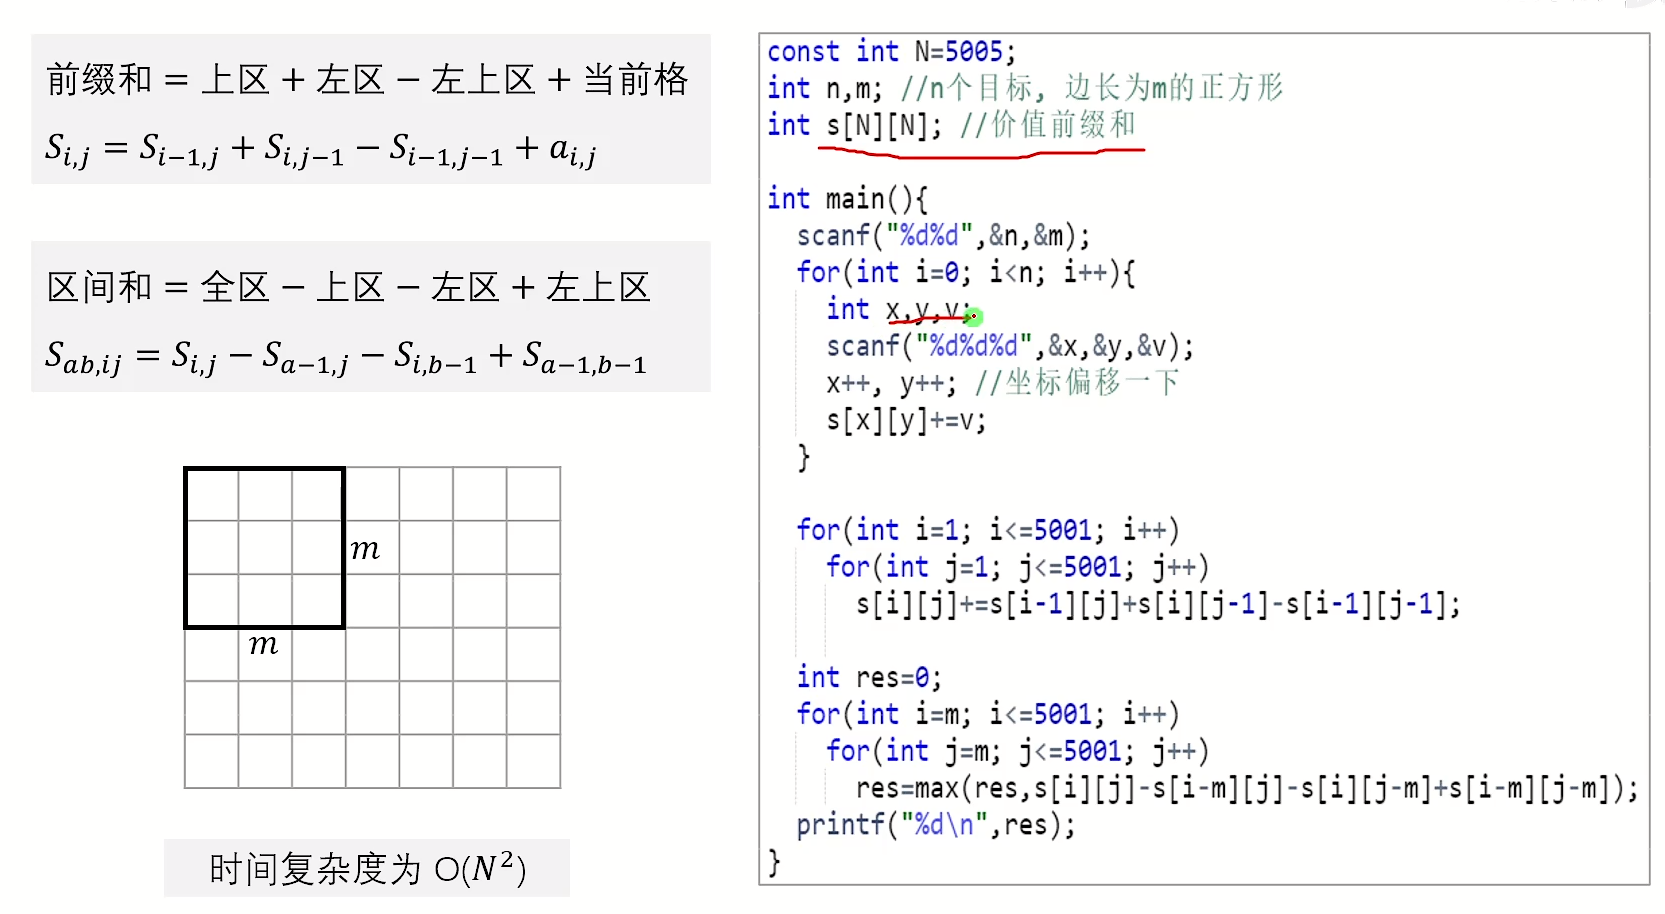 前缀和 = 上区 + 左区 − 左上区 + 当前格
S_{i,j} = S_{i−1,j} + S_{i,j−1} − S_{i−1,j−1} + a_{i,j}
区间和 = 全区 − 上区 − 左区 + 左上区
S_{ab,ij} = S_{i,j} − S_{a−1,j} − S_{i,b−1} + S_{a−1,b−1}
m
m
时间复杂度为 O(N²)
const int N=5005;
int n,m; //n个目标, 边长为m的正方形
int s[N][N]; //价值前缀和
int main(){
scanf("%d%d",&n,&m);
for(int i=0; i<n; i++){
int x,y,v;
scanf("%d%d%d",&x,&y,&v);
x++, y++; //坐标偏移一下
s[x][y]+=v;
}
for(int i=1; i<=5001; i++)
for(int j=1; j<=5001; j++)
s[i][j]+=s[i-1][j]+s[i][j-1]-s[i-1][j-1];
int res=0;
for(int i=m; i<=5001; i++)
for(int j=m; j<=5001; j++)
res=max(res,s[i][j]-s[i-m][j]-s[i][j-m]+s[i-m][j-m]);
printf("%d\n",res);
}